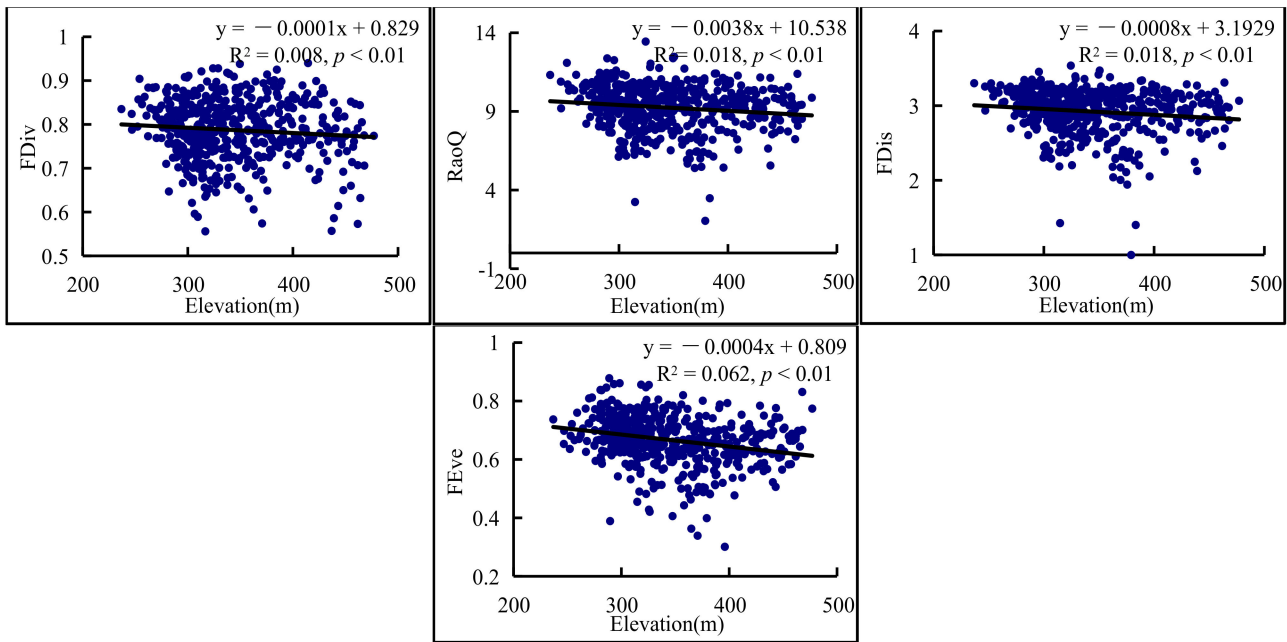 y = －0.0001x + 0.829
R² = 0.008, p < 0.01
1
0.9
0.8
0.7
0.6
0.5
FDiv
200 300 400 500
Elevation(m)
y = －0.0038x + 10.538
R² = 0.018, p < 0.01
14
9
4
-1
RaoQ
200 300 400 500
Elevation(m)
y = －0.0008x + 3.1929
R² = 0.018, p < 0.01
4
3
2
1
FDis
200 300 400 500
Elevation(m)
y = －0.0004x + 0.809
R² = 0.062, p < 0.01
1
0.8
0.6
0.4
0.2
FEve
200 300 400 500
Elevation(m)